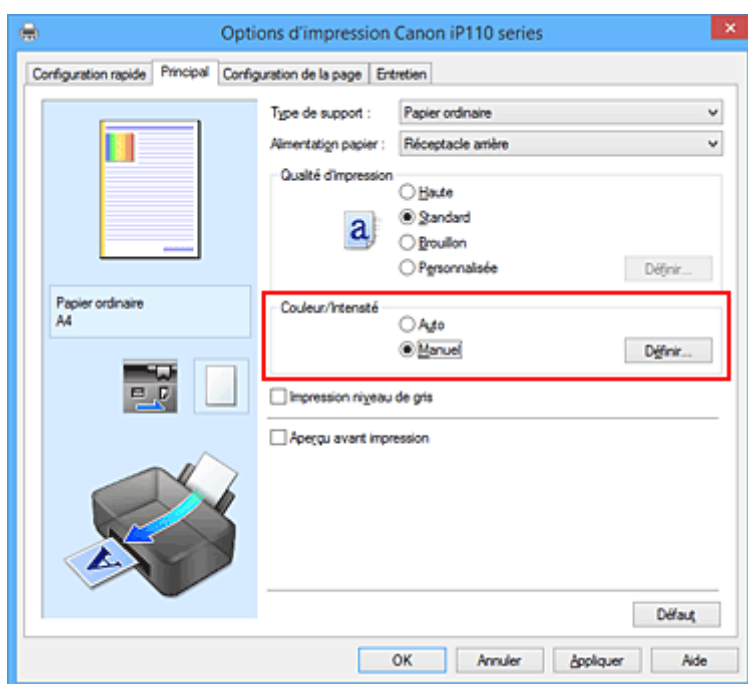 Options d'impression Canon iP110 series
Configuration rapide Principal Configuration de la page Entretien
Type de support : Papier ordinaire
Alimentation papier : Réceptacle arrière
Qualité d'impression
Haute
a
Standard
Brouillon
Personnalisée Définir...
Papier ordinaire
A4
Couleur/Intensité
Auto
Manuel Définir...
Impression niveau de gris
Aperçu avant impression
A
Défaut
OK Annuler Appliquer Aide